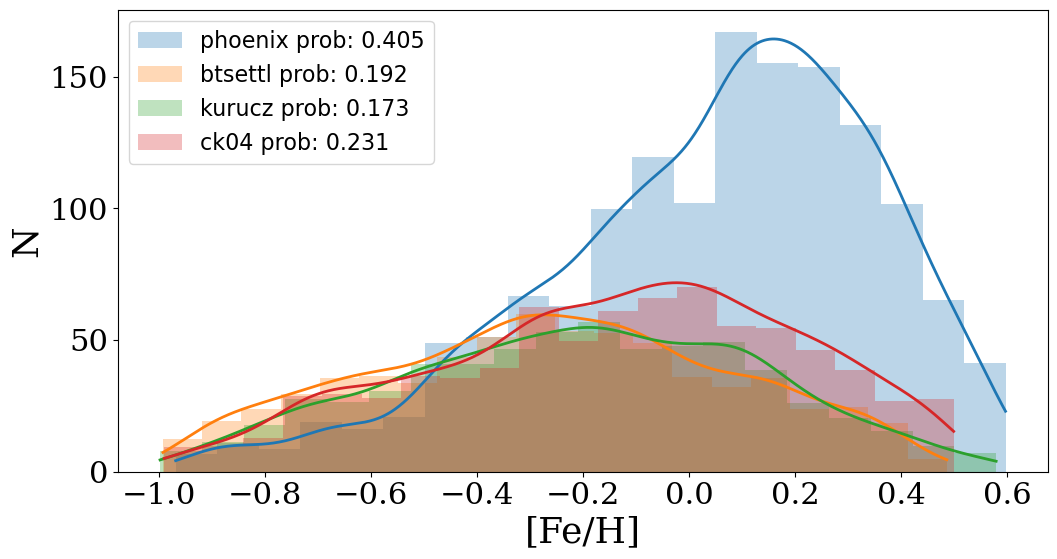 phoenix prob: 0.405
btsettl prob: 0.192
kurucz prob: 0.173
ck04 prob: 0.231
N
150
100
50
0
−1.0 −0.8 −0.6 −0.4 −0.2 0.0 0.2 0.4 0.6
[Fe/H]